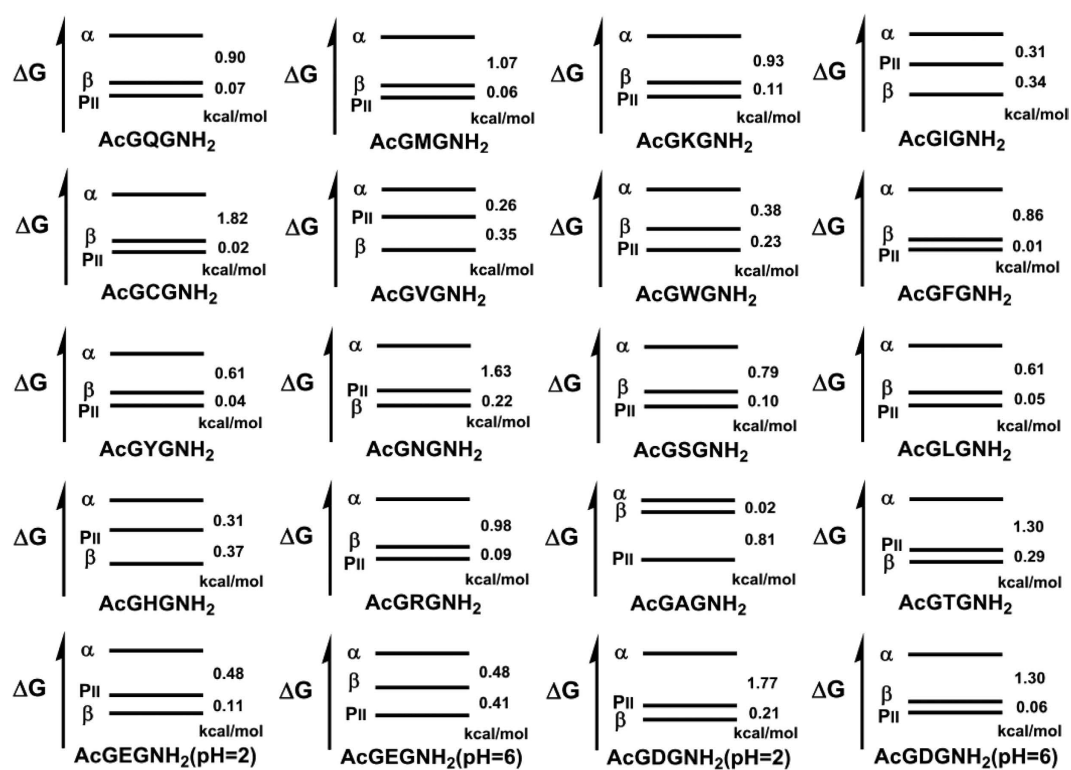 α α α α
0.90 1.07 0.93 0.31
ΔG ΔG ΔG ΔG
β β β PII
0.07 0.06 0.11 0.34
PII PII PII β
kcal/mol kcal/mol kcal/mol kcal/mol
AcGQGNH2 AcGMGNH2 AcGKGNH2 AcGIGNH2
α α α α
1.82 0.26 0.38 0.86
ΔG ΔG ΔG ΔG
β PII β β
0.02 0.35 0.23 0.01
PII β PII PII
kcal/mol kcal/mol kcal/mol kcal/mol
AcGCGNH2 AcGVGNH2 AcGWGNH2 AcGFGNH2
α α α α
0.61 1.63 0.79 0.61
ΔG ΔG ΔG ΔG
β PII β β
0.04 0.22 0.10 0.05
PII β PII PII
kcal/mol kcal/mol kcal/mol kcal/mol
AcGYGNH2 AcGNGNH2 AcGSGNH2 AcGLGNH2
α α α α
0.31 0.98 0.02 1.30
ΔG ΔG ΔG ΔG
PII β β PII
0.37 0.09 0.81 0.29
β PII PII β
kcal/mol kcal/mol kcal/mol kcal/mol
AcGHGNH2 AcGRGNH2 AcGAGNH2 AcGTGNH2
α α α α
0.48 0.48 1.77 1.30
ΔG ΔG ΔG ΔG
PII β PII β
0.11 0.41 0.21 0.06
β PII β PII
kcal/mol kcal/mol kcal/mol kcal/mol
AcGEGNH2(pH=2) AcGEGNH2(pH=6) AcGDGNH2(pH=2) AcGDGNH2(pH=6)